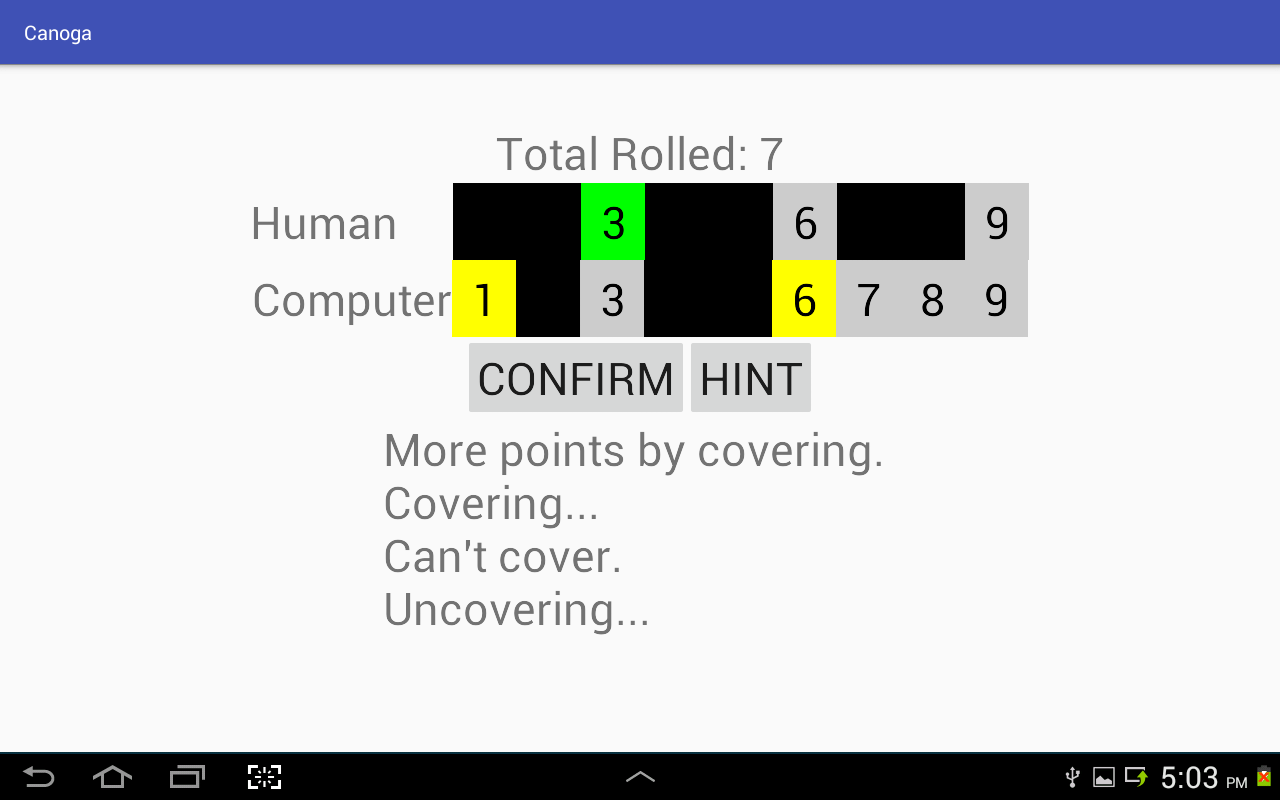 Canoga
Total Rolled: 7
Human 3 6 9
Computer 1 3 6 7 8 9
CONFIRM HINT
More points by covering.
Covering...
Can't cover.
Uncovering...
5:03 PM